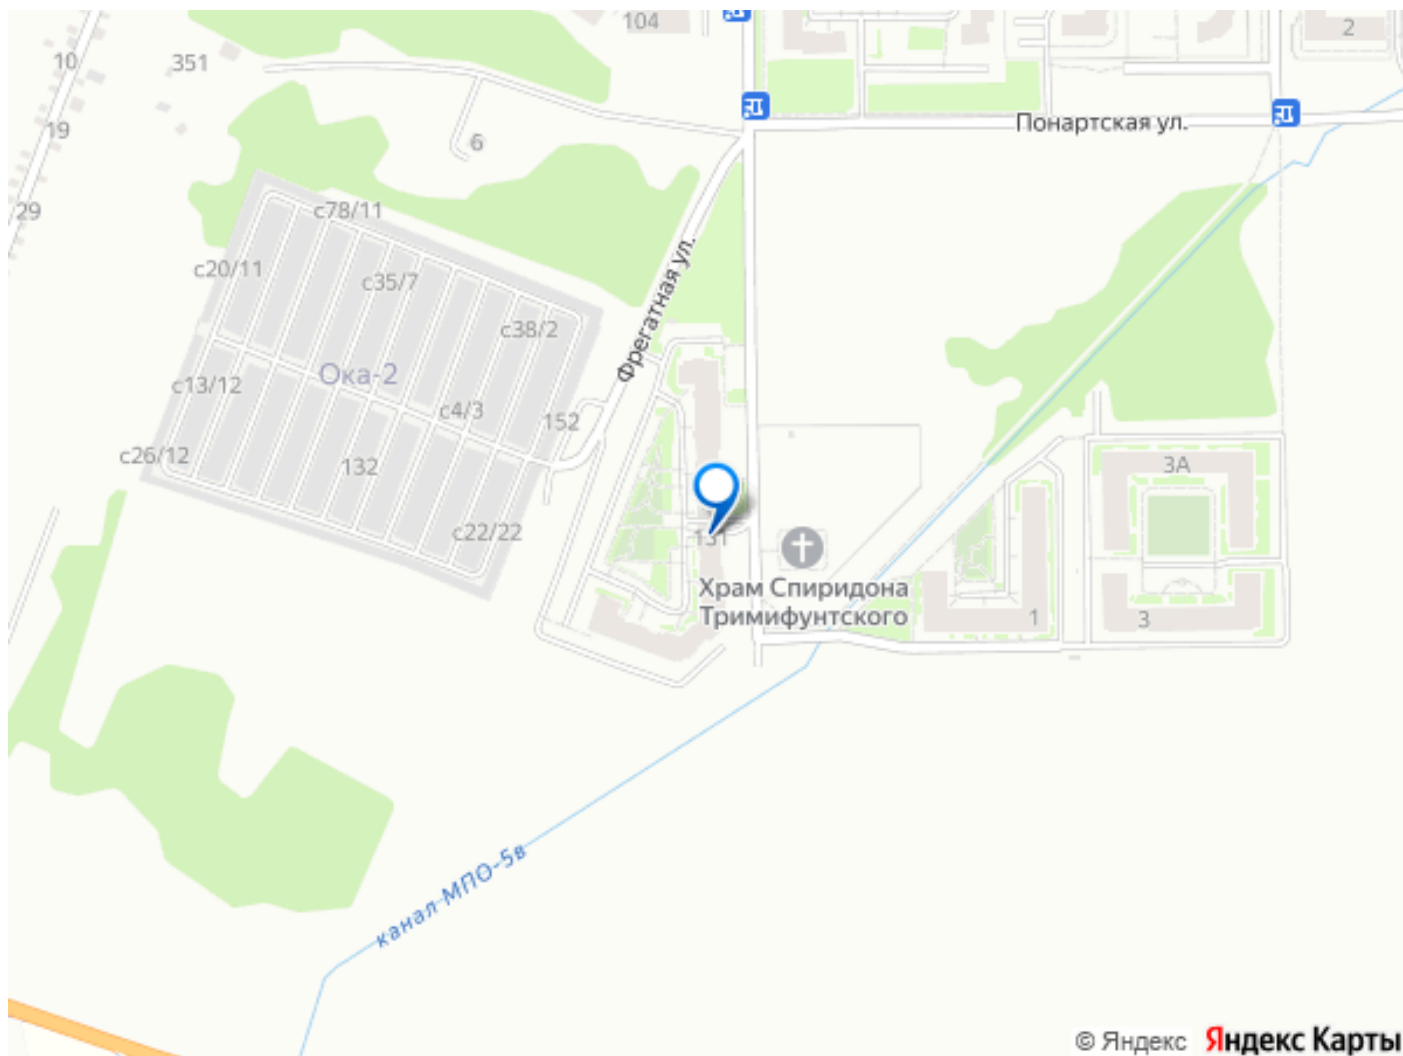 104
2
10
351
19
6
Понартская ул.
29
с78/11
с20/11
с35/7
с38/2
Фрегатная ул.
Ока-2
с13/12
с4/3
152
с26/12
132
3А
с22/22
131
Храм Спиридона
Тримифунтского
1
3
канал МПО-5в
© Яндекс Яндекс Карты